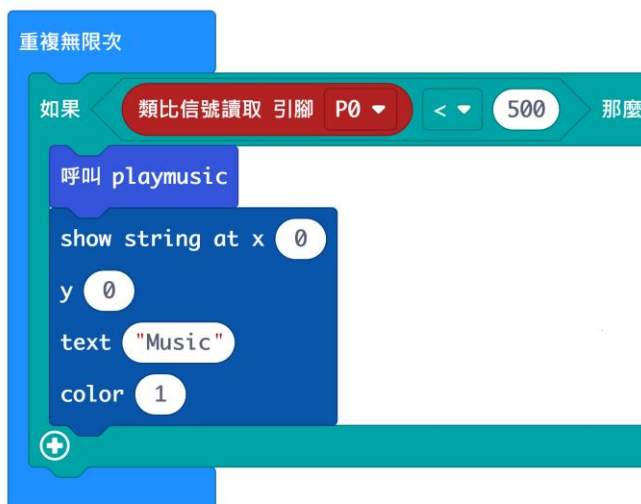 重複無限次
如果 類比信號讀取 引腳 P0 < 500 那麼
呼叫 playmusic
show string at x 0
y 0
text "Music"
color 1